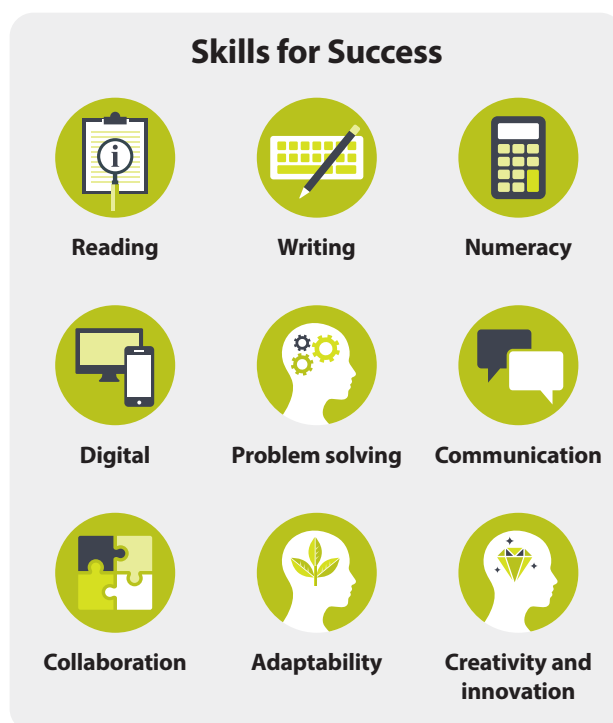 Skills for Success
i
Reading
Writing
Numeracy
Digital
Problem solving
Communication
Collaboration
Adaptability
Creativity and
innovation